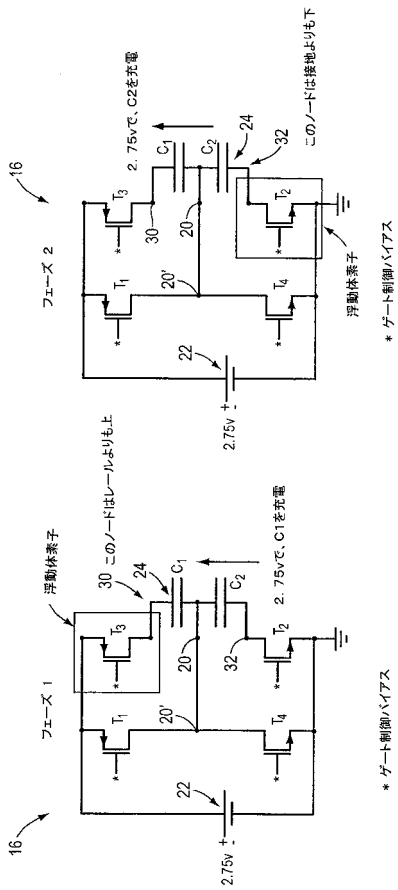 フェーズ 1
16
浮動体素子
このノードはレールよりも上
T1
T3
30
24
C1
20'
20
22
2.75v
+
-
C2
32
2. 75vで、C1を充電
T4
T2
*
*
*
*
* ゲート制御バイアス
フェーズ 2
16
2. 75vで、C2を充電
T1
T3
30
C1
20'
20
24
22
2.75v
+
-
C2
32
このノードは接地よりも下
T4
T2
*
*
*
*
浮動体素子
* ゲート制御バイアス